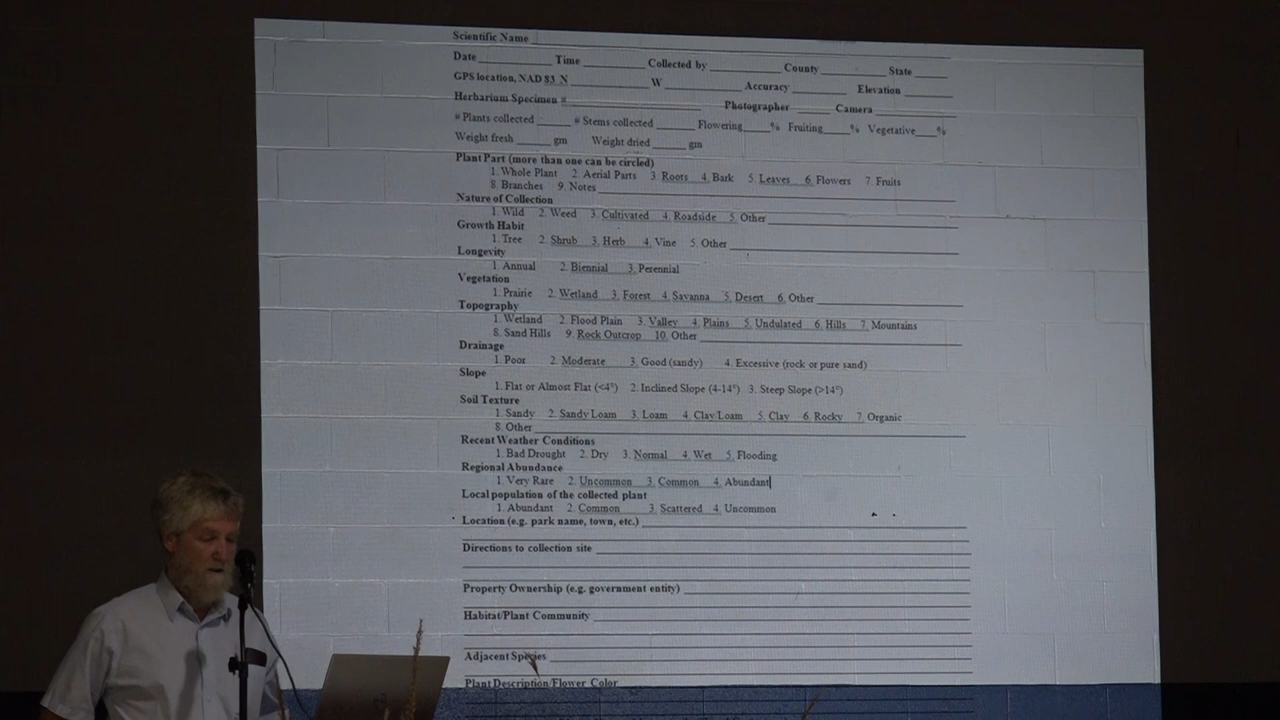 Scientific Name
Date Time Collected by County State
GPS location, NAD 83 N W Accuracy Elevation
Herbarium Specimen # Photographer Camera
# Plants collected # Stems collected Flowering % Fruiting % Vegetative %
Weight fresh gm Weight dried gm
Plant Part (more than one can be circled)
1. Whole Plant 2. Aerial Parts 3. Roots 4. Bark 5. Leaves 6. Flowers 7. Fruits
8. Branches 9. Notes
Nature of Collection
1. Wild 2. Weed 3. Cultivated 4. Roadside 5. Other
Growth Habit
1. Tree 2. Shrub 3. Herb 4. Vine 5. Other
Longevity
1. Annual 2. Biennial 3. Perennial
Vegetation
1. Prairie 2. Wetland 3. Forest 4. Savanna 5. Desert 6. Other
Topography
1. Wetland 2. Flood Plain 3. Valley 4. Plains 5. Undulated 6. Hills 7. Mountains
8. Sand Hills 9. Rock Outcrop 10. Other
Drainage
1. Poor 2. Moderate 3. Good (sandy) 4. Excessive (rock or pure sand)
Slope
1. Flat or Almost Flat (<4°) 2. Inclined Slope (4-14°) 3. Steep Slope (>14°)
Soil Texture
1. Sandy 2. Sandy Loam 3. Loam 4. Clay Loam 5. Clay 6. Rocky 7. Organic
8. Other
Recent Weather Conditions
1. Bad Drought 2. Dry 3. Normal 4. Wet 5. Flooding
Regional Abundance
1. Very Rare 2. Uncommon 3. Common 4. Abundant
Local population of the collected plant
1. Abundant 2. Common 3. Scattered 4. Uncommon
Location (e.g. park name, town, etc.)
Directions to collection site
Property Ownership (e.g. government entity)
Habitat/Plant Community
Adjacent Species
Plant Description/Flower Color